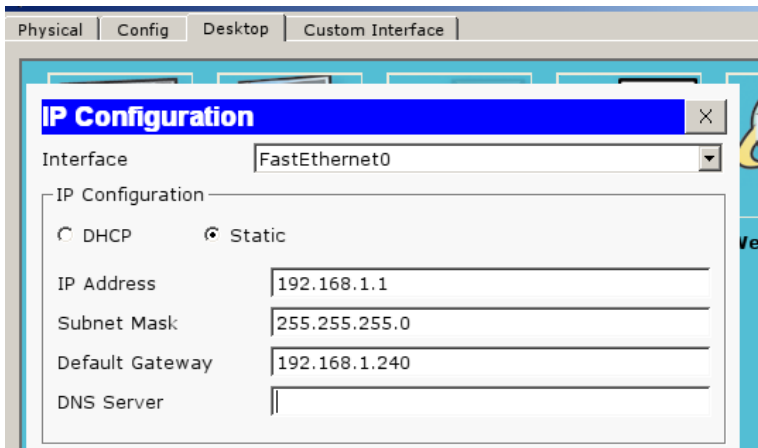 Physical Config Desktop Custom Interface
IP Configuration X
Interface FastEthernet0
IP Configuration
DHCP Static
IP Address 192.168.1.1
Subnet Mask 255.255.255.0
Default Gateway 192.168.1.240
DNS Server